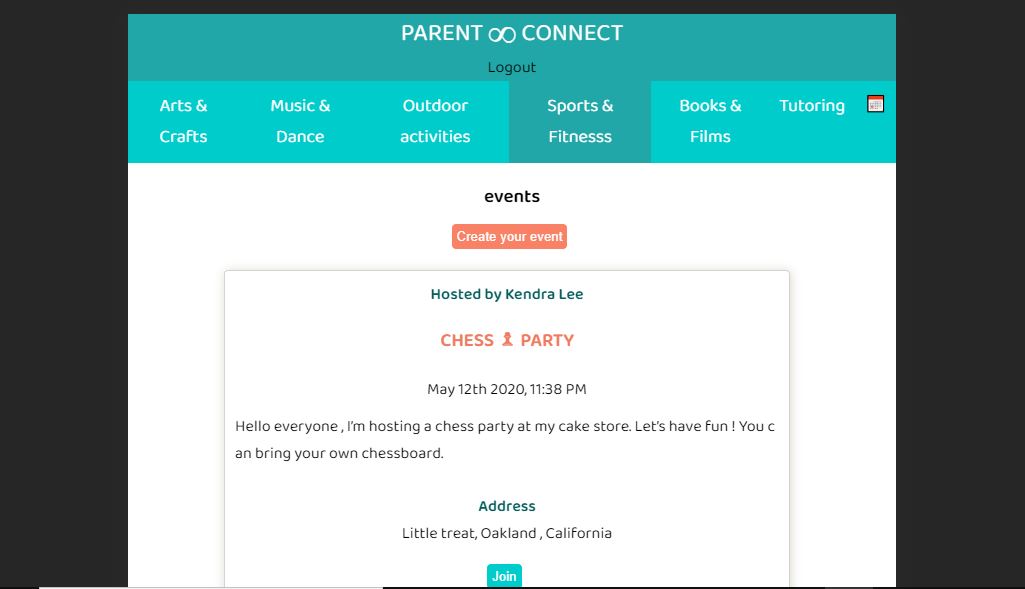 PARENT ∞ CONNECT
Logout
Arts & Music & Outdoor Sports & Books & Tutoring
Crafts Dance activities Fitnesss Films
events
Create your event
Hosted by Kendra Lee
CHESS ♟ PARTY
May 12th 2020, 11:38 PM
Hello everyone , I'm hosting a chess party at my cake store. Let's have fun ! You c
an bring your own chessboard.
Address
Little treat, Oakland , California
Join